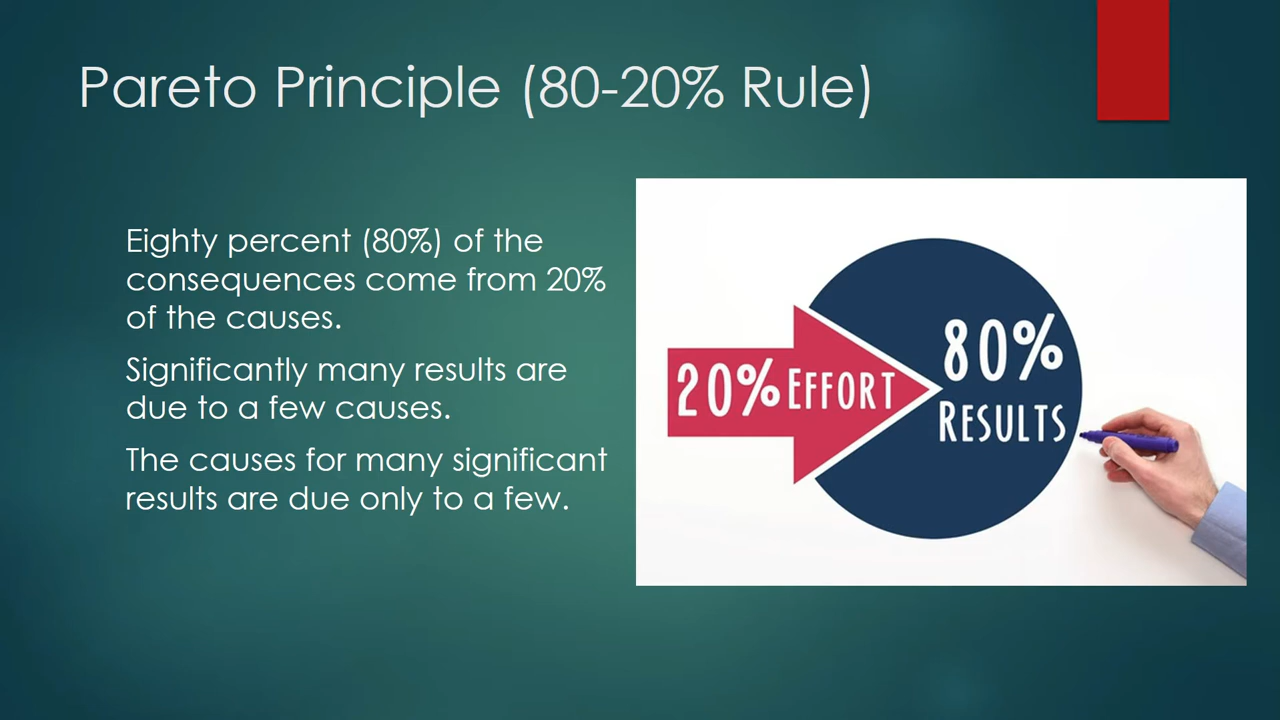 Pareto Principle (80-20% Rule)
Eighty percent (80%) of the
consequences come from 20%
of the causes.
Significantly many results are
due to a few causes.
The causes for many significant
results are due only to a few.
20% EFFORT
80%
RESULTS